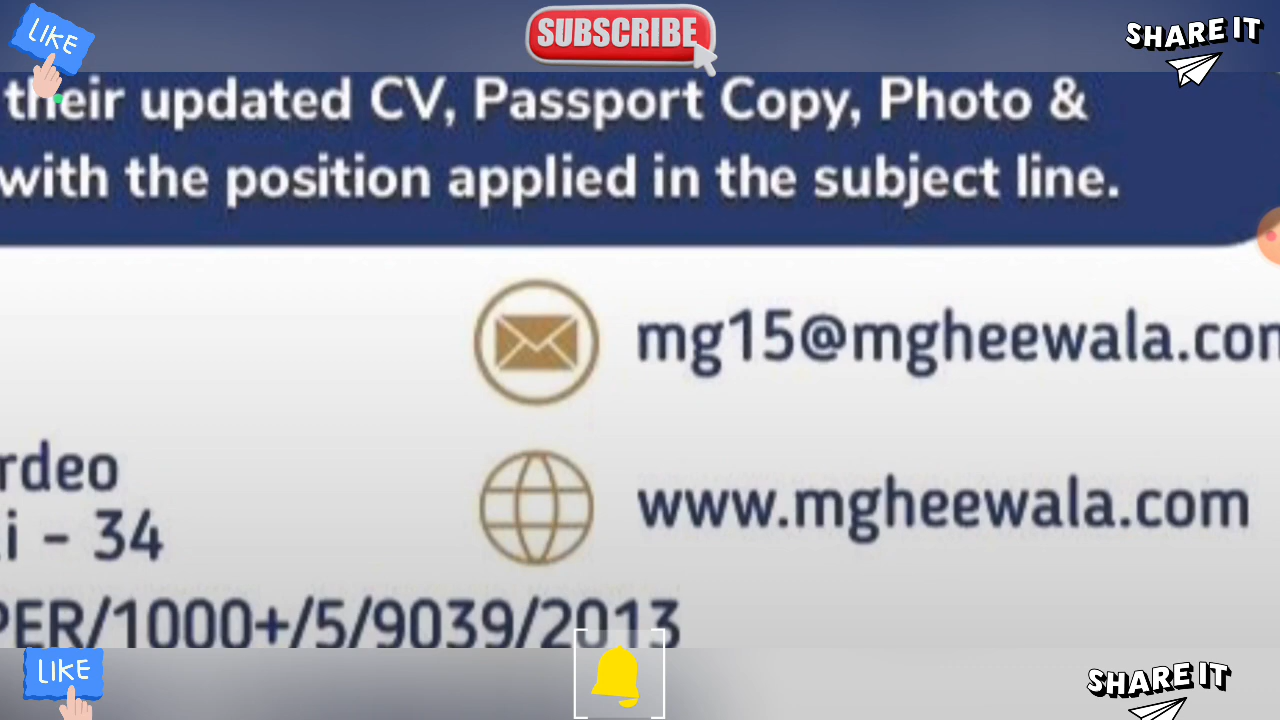 LIKE
SUBSCRIBE
SHARE IT
their updated CV, Passport Copy, Photo &
with the position applied in the subject line.
mg15@mgheewala.com
rdeo
www.mgheewala.com
i - 34
PER/1000+/5/9039/2013
LIKE
SHARE IT